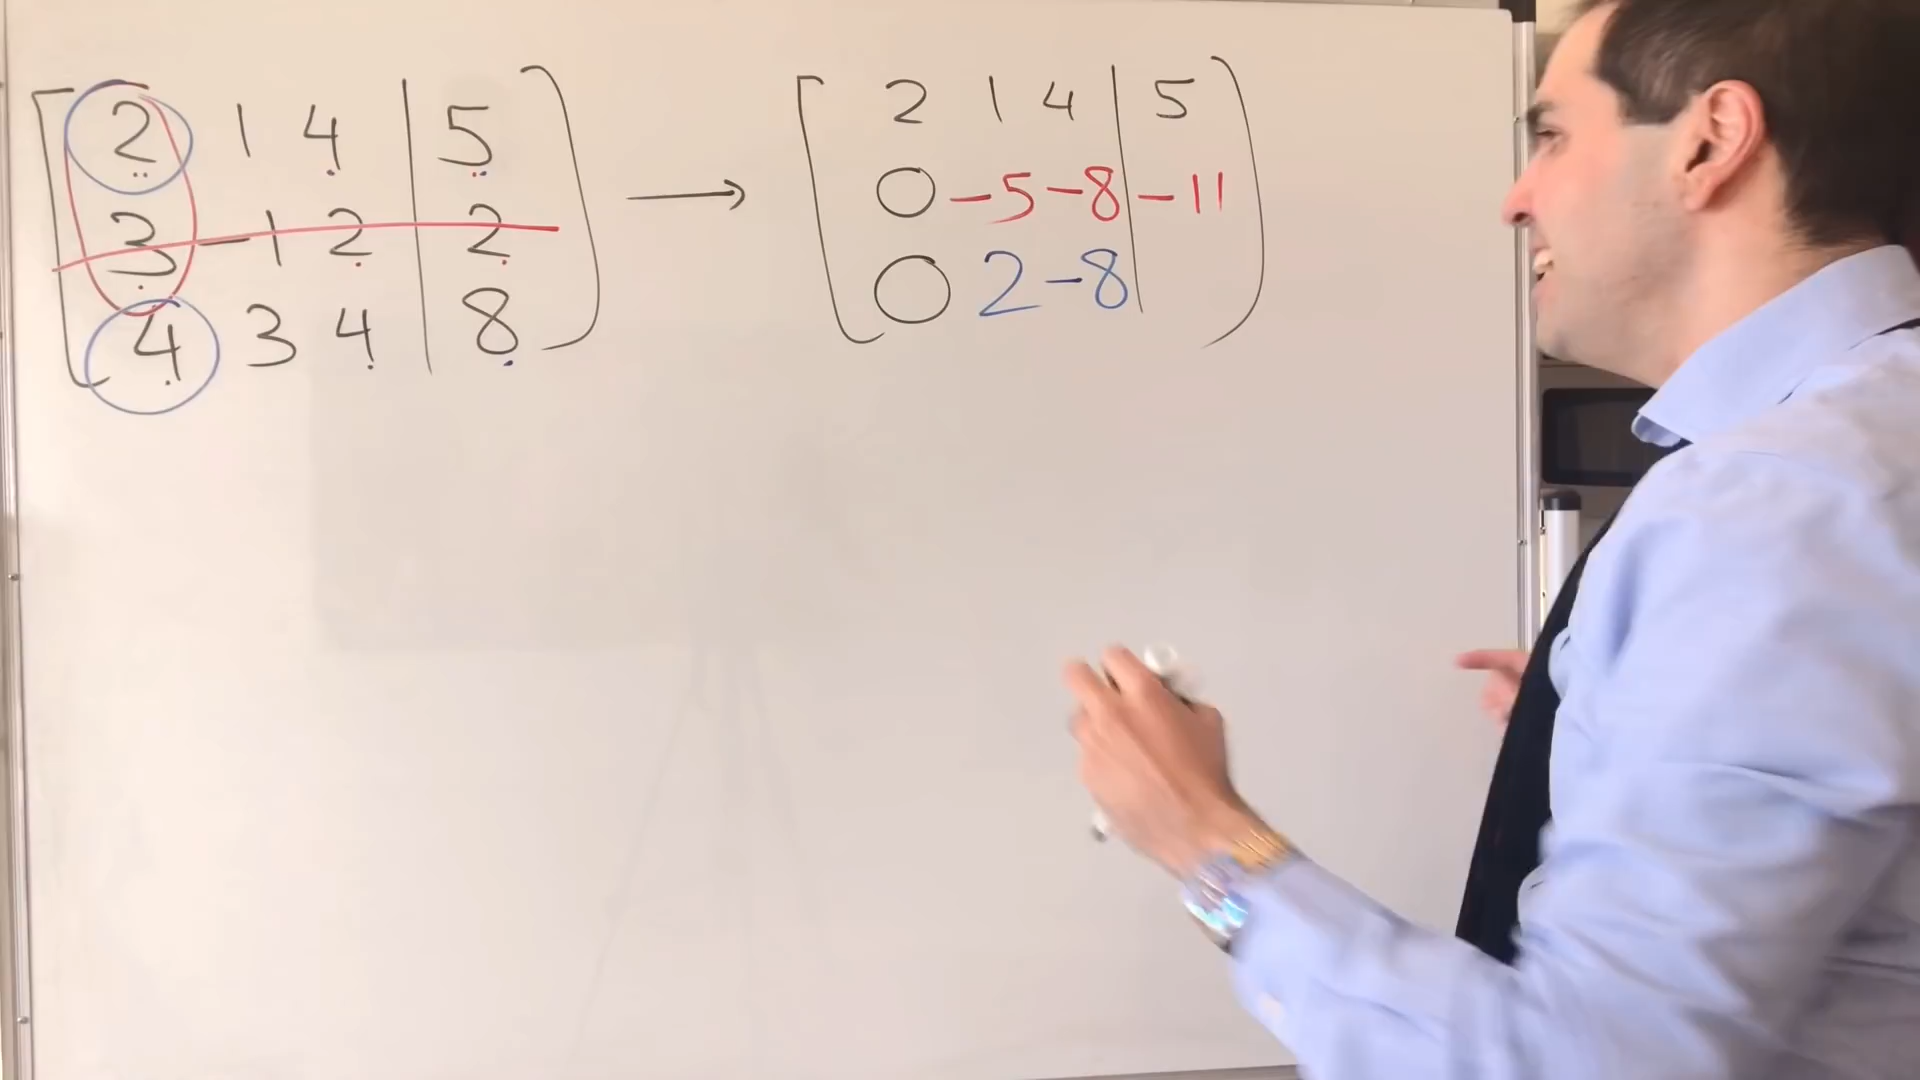 [ 2 1 4 | 5 ] → [ 2 1 4 | 5 ]
[ 3 -1 2 | 2 ] [ 0 -5 -8 | -11 ]
[ 4 3 4 | 8 ] [ 0 2 -8 | ]